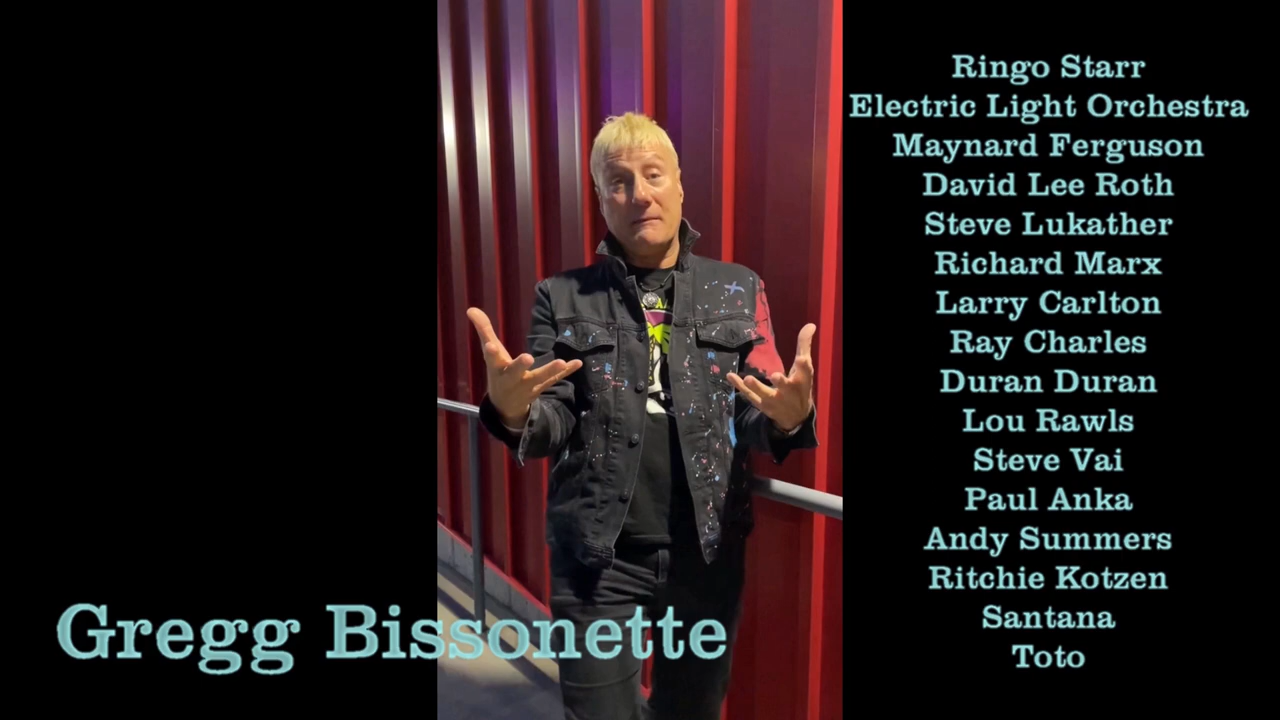 Ringo Starr
Electric Light Orchestra
Maynard Ferguson
David Lee Roth
Steve Lukather
Richard Marx
Larry Carlton
Ray Charles
Duran Duran
Lou Rawls
Steve Vai
Paul Anka
Andy Summers
Ritchie Kotzen
Santana
Toto
Gregg Bissonette